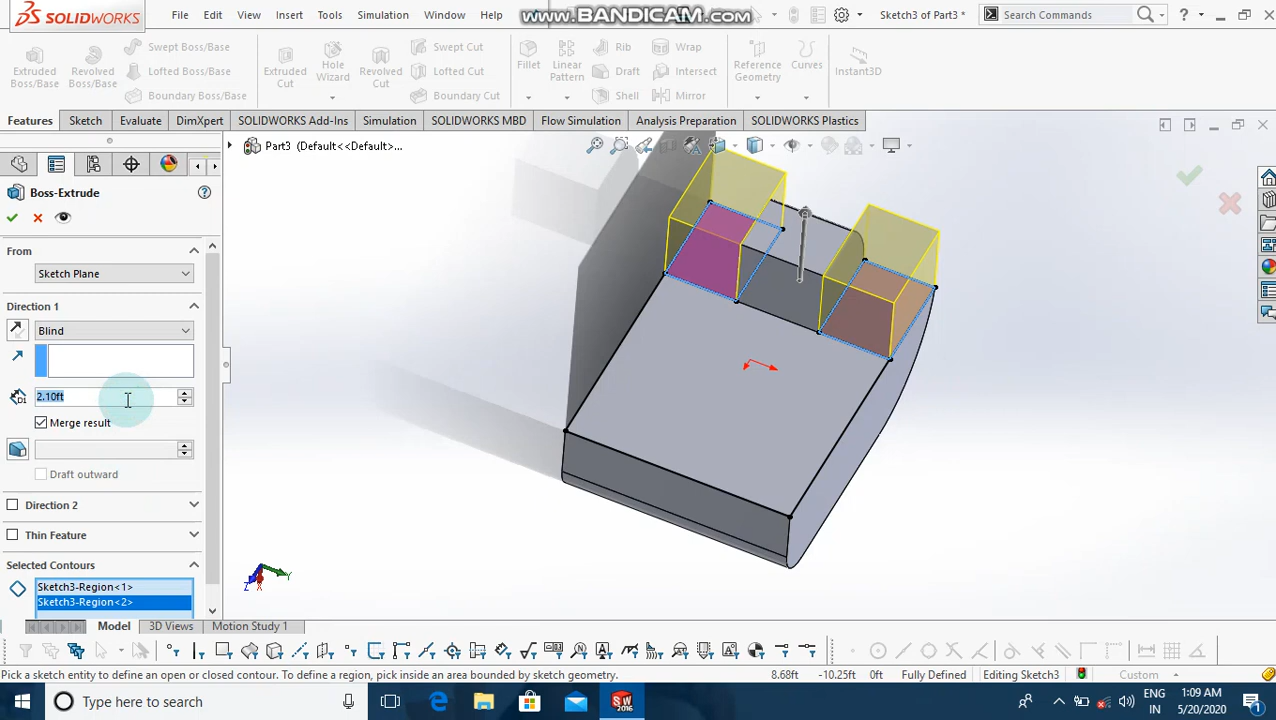 SOLIDWORKS
File
Edit
View
Insert
Tools
Simulation
Window
Help
www.BANDICAM.com
Sketch3 of Part3 *
Search Commands
Extruded Boss/Base
Revolved Boss/Base
Swept Boss/Base
Lofted Boss/Base
Boundary Boss/Base
Extruded Cut
Hole Wizard
Revolved Cut
Swept Cut
Lofted Cut
Boundary Cut
Fillet
Linear Pattern
Rib
Draft
Shell
Wrap
Intersect
Mirror
Reference Geometry
Curves
Instant3D
Features
Sketch
Evaluate
DimXpert
SOLIDWORKS Add-Ins
Simulation
SOLIDWORKS MBD
Flow Simulation
Analysis Preparation
SOLIDWORKS Plastics
Part3 (Default<<Default>...
Boss-Extrude
From
Sketch Plane
Direction 1
Blind
2.10ft
Merge result
Draft outward
Direction 2
Thin Feature
Selected Contours
Sketch3-Region<1>
Sketch3-Region<2>
Z
X
Y
Model
3D Views
Motion Study 1
Pick a sketch entity to define an open or closed contour. To define a region, pick inside an area bounded by sketch geometry.
8.68ft
-10.25ft
0ft
Fully Defined
Editing Sketch3
Custom
Type here to search
SW
2016
ENG
IN
1:09 AM
5/20/2020
1